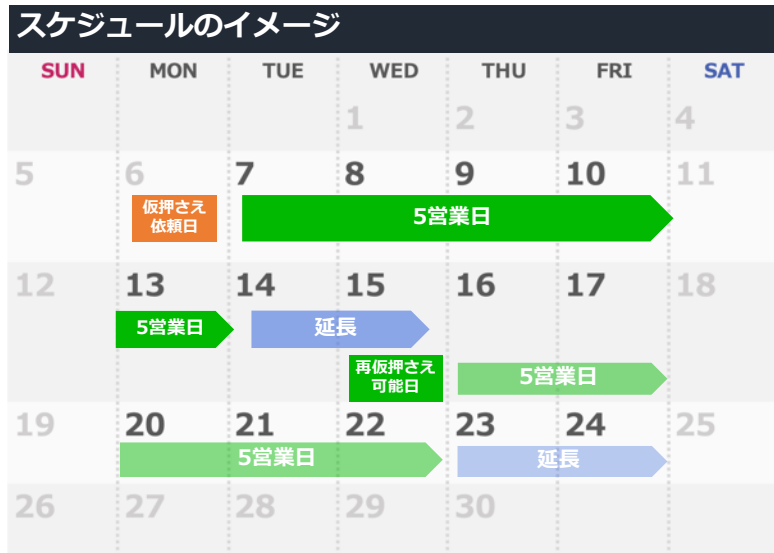 スケジュールのイメージ
SUN MON TUE WED THU FRI SAT
1 2 3 4
5 6 7 8 9 10 11
仮押さえ
依頼日
5営業日
12 13 14 15 16 17 18
5営業日 延長
再仮押さえ
可能日
5営業日
19 20 21 22 23 24 25
5営業日 延長
26 27 28 29 30